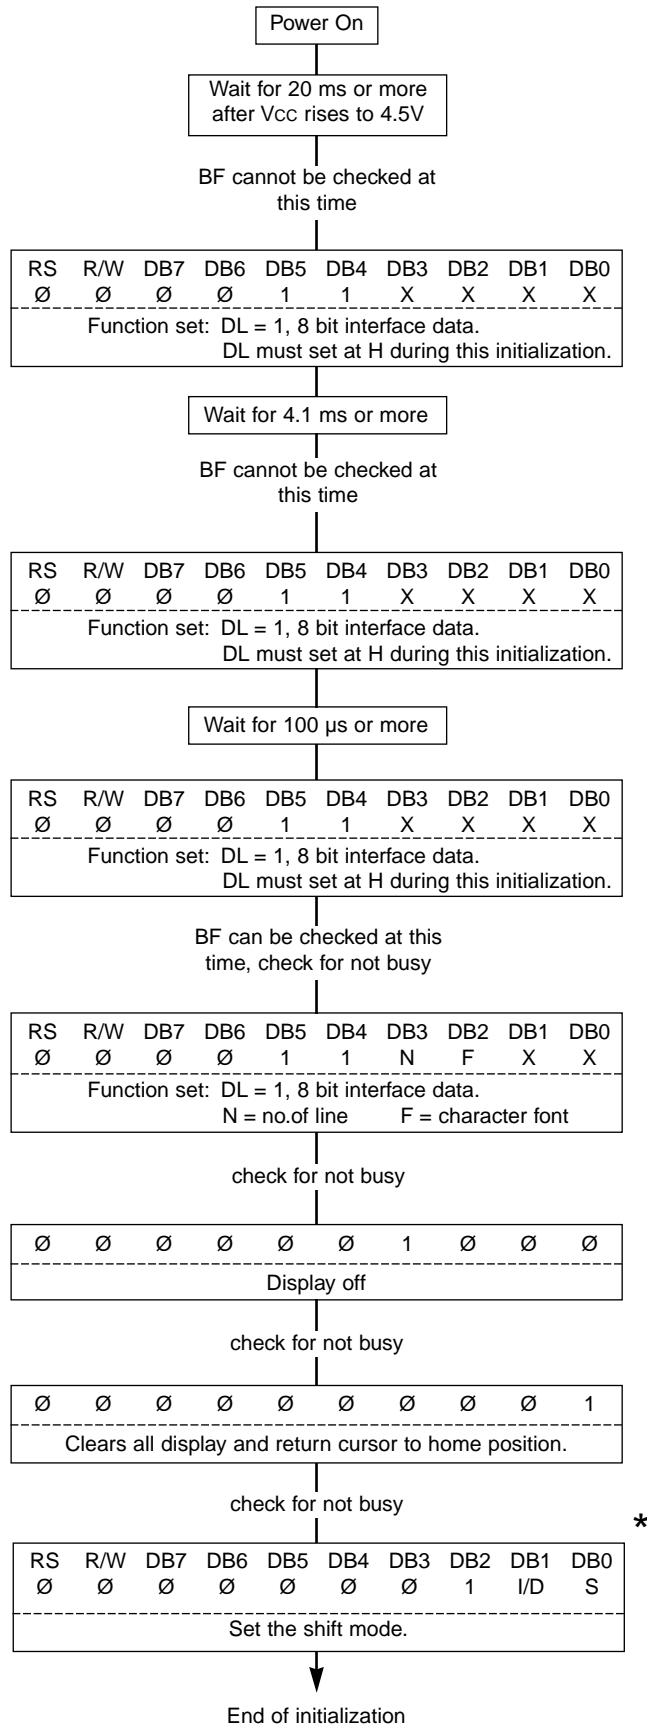 Power On
Wait for 20 ms or more
after VCC rises to 4.5V
BF cannot be checked at
this time
RS R/W DB7 DB6 DB5 DB4 DB3 DB2 DB1 DB0
Ø Ø Ø Ø 1 1 X X X X
Function set: DL = 1, 8 bit interface data.
DL must set at H during this initialization.
Wait for 4.1 ms or more
BF cannot be checked at
this time
RS R/W DB7 DB6 DB5 DB4 DB3 DB2 DB1 DB0
Ø Ø Ø Ø 1 1 X X X X
Function set: DL = 1, 8 bit interface data.
DL must set at H during this initialization.
Wait for 100 µs or more
RS R/W DB7 DB6 DB5 DB4 DB3 DB2 DB1 DB0
Ø Ø Ø Ø 1 1 X X X X
Function set: DL = 1, 8 bit interface data.
DL must set at H during this initialization.
BF can be checked at this
time, check for not busy
RS R/W DB7 DB6 DB5 DB4 DB3 DB2 DB1 DB0
Ø Ø Ø Ø 1 1 N F X X
Function set: DL = 1, 8 bit interface data.
N = no.of line F = character font
check for not busy
Ø Ø Ø Ø Ø Ø 1 Ø Ø Ø
Display off
check for not busy
Ø Ø Ø Ø Ø Ø Ø Ø Ø 1
Clears all display and return cursor to home position.
check for not busy
*
RS R/W DB7 DB6 DB5 DB4 DB3 DB2 DB1 DB0
Ø Ø Ø Ø Ø Ø Ø 1 I/D S
Set the shift mode.
End of initialization